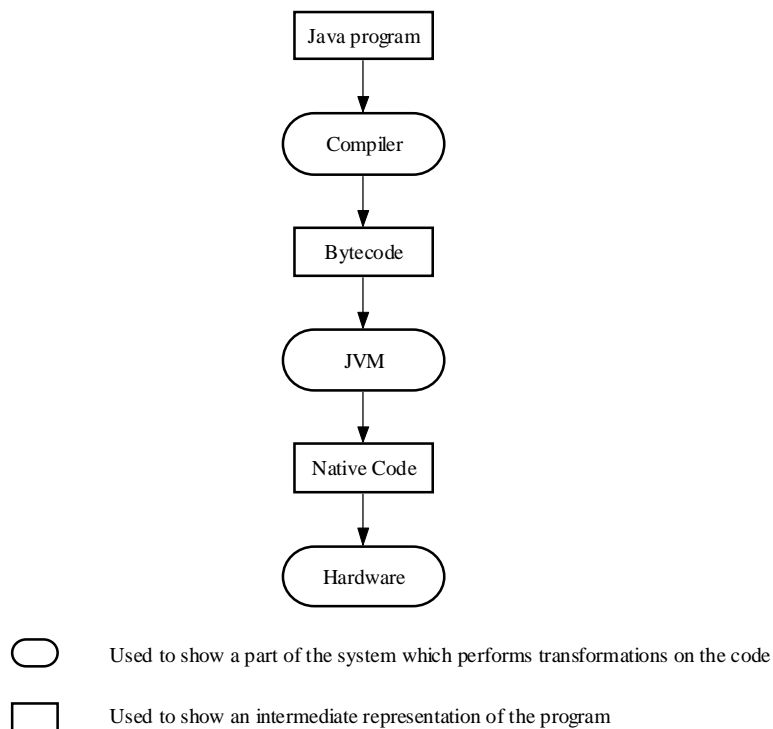 Java program
Compiler
Bytecode
JVM
Native Code
Hardware
Used to show a part of the system which performs transformations on the code
Used to show an intermediate representation of the program